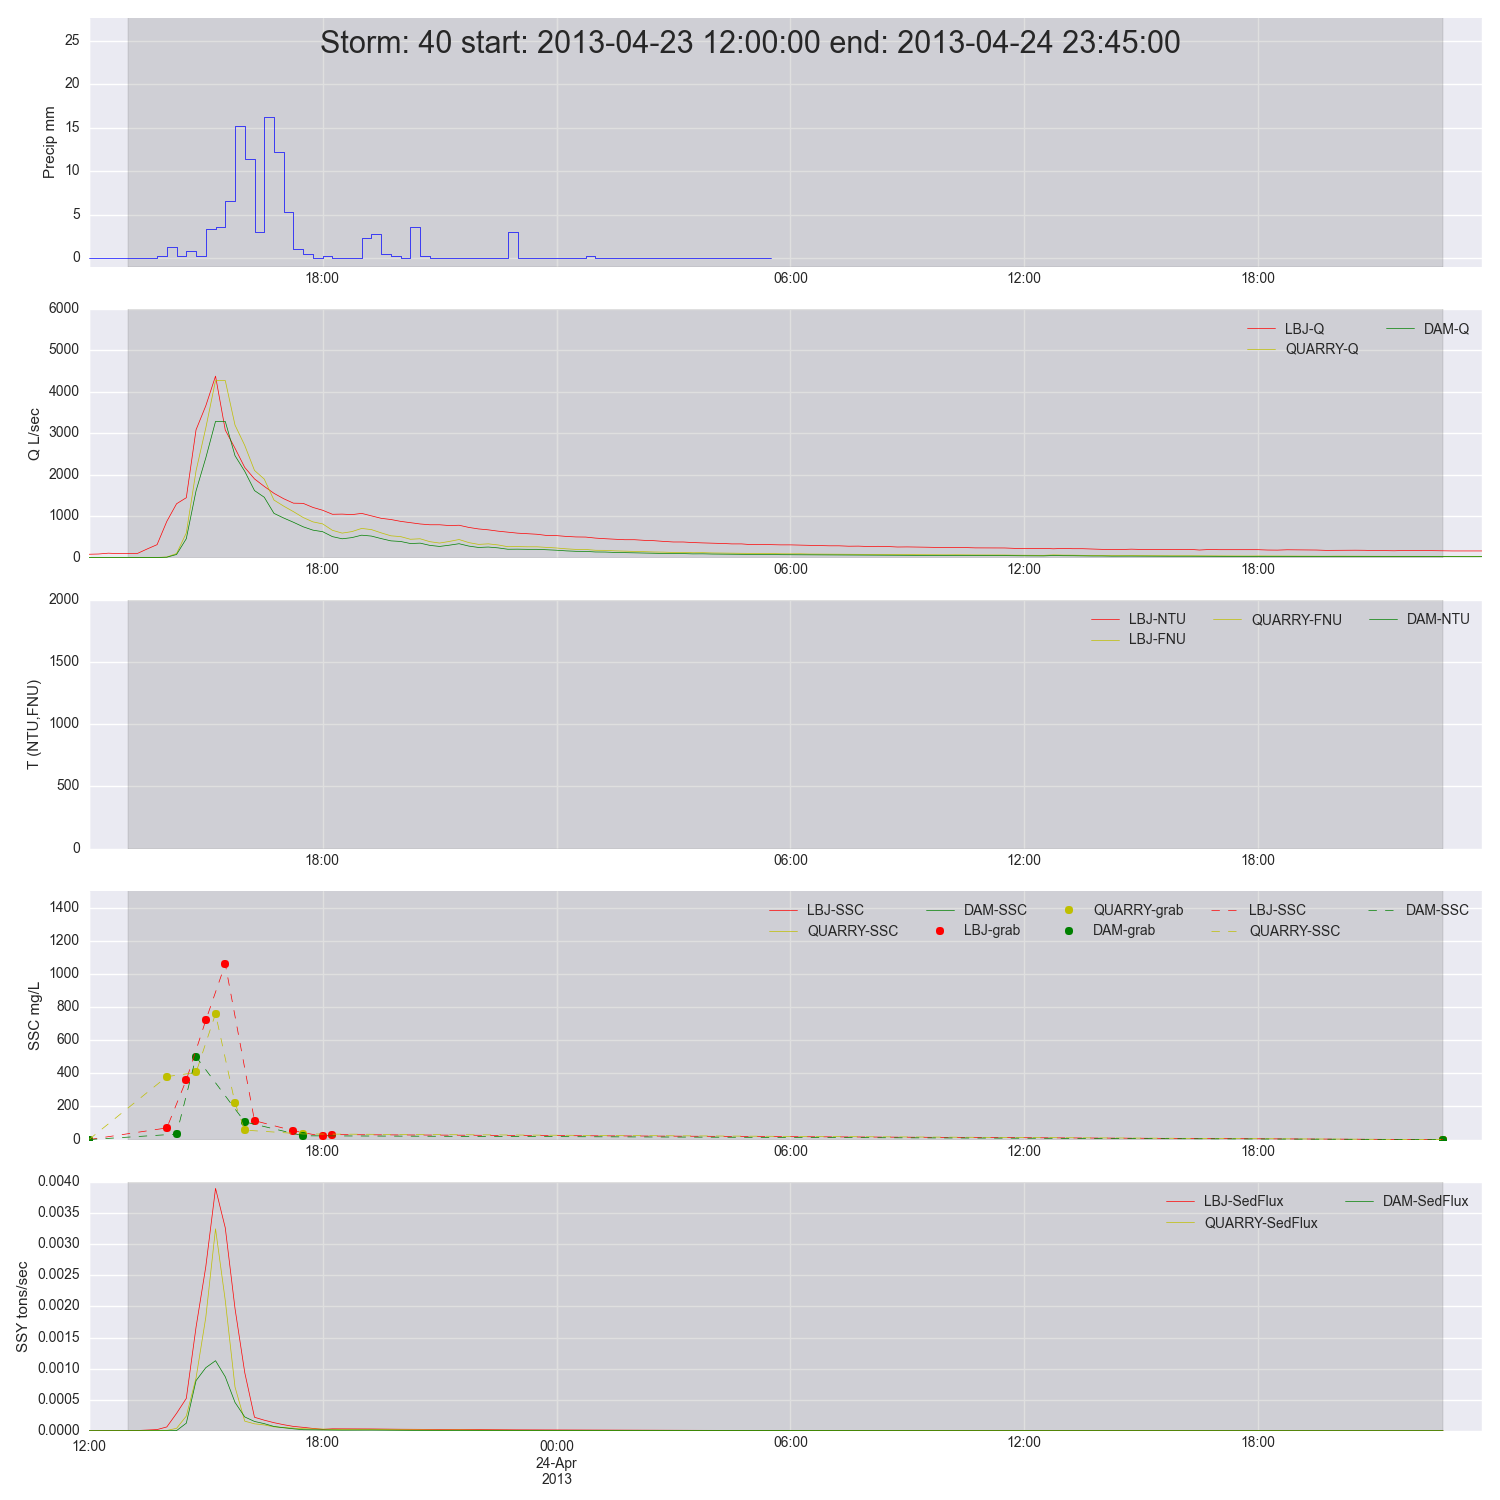 Storm: 40 start: 2013-04-23 12:00:00 end: 2013-04-24 23:45:00
25
20
15
10
5
0
Precip mm
18:00 06:00 12:00 18:00
6000
5000
4000
3000
2000
1000
0
Q L/sec
LBJ-Q DAM-Q
QUARRY-Q
18:00 06:00 12:00 18:00
2000
1500
1000
500
0
T (NTU,FNU)
LBJ-NTU QUARRY-FNU DAM-NTU
LBJ-FNU
18:00 06:00 12:00 18:00
1400
1200
1000
800
600
400
200
0
SSC mg/L
LBJ-SSC DAM-SSC QUARRY-grab LBJ-SSC DAM-SSC
QUARRY-SSC LBJ-grab DAM-grab QUARRY-SSC
18:00 06:00 12:00 18:00
0.0040
0.0035
0.0030
0.0025
0.0020
0.0015
0.0010
0.0005
0.0000
SSY tons/sec
LBJ-SedFlux DAM-SedFlux
QUARRY-SedFlux
12:00 18:00 00:00 06:00 12:00 18:00
24-Apr
2013